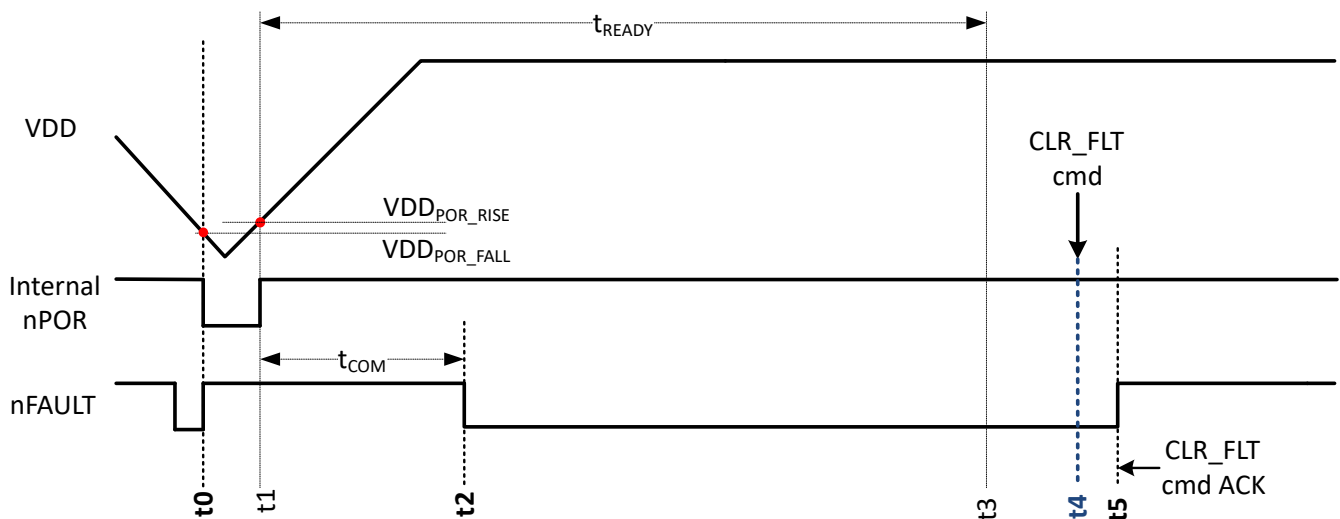 tREADY
VDD
CLR_FLT
cmd
VDDPOR_RISE
VDDPOR_FALL
Internal
nPOR
tCOM
nFAULT
CLR_FLT
cmd ACK
t0
t1
t2
t3
t4
t5